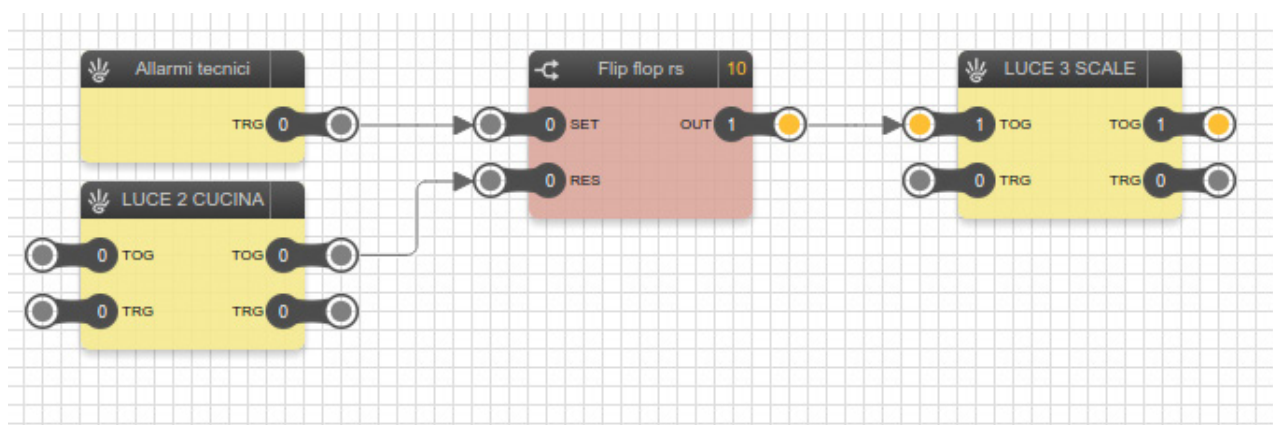 Allarmi tecnici
TRG 0
LUCE 2 CUCINA
0 TOG TOG 0
0 TRG TRG 0
Flip flop rs 10
0 SET OUT 1
0 RES
LUCE 3 SCALE
1 TOG TOG 1
0 TRG TRG 0